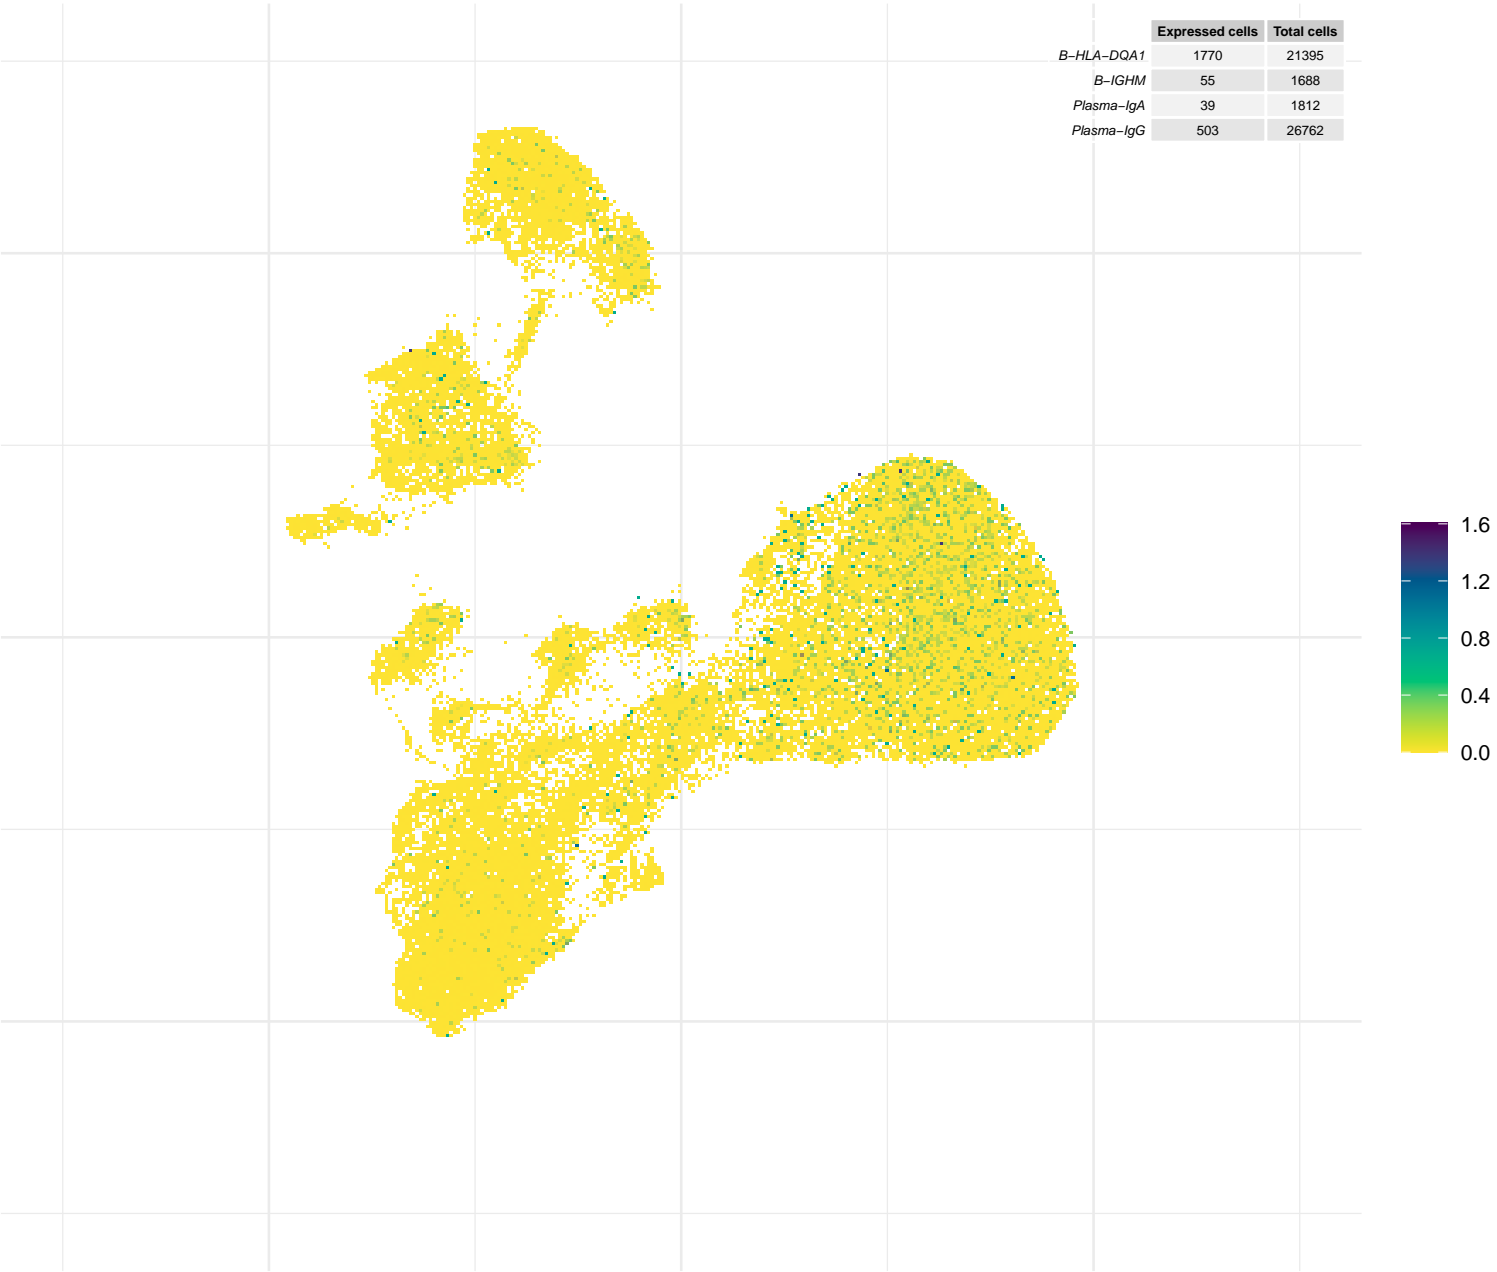 Expressed cells Total cells
B−HLA−DQA1 1770 21395
B−IGHM 55 1688
Plasma−IgA 39 1812
Plasma−IgG 503 26762
1.6
1.2
0.8
0.4
0.0